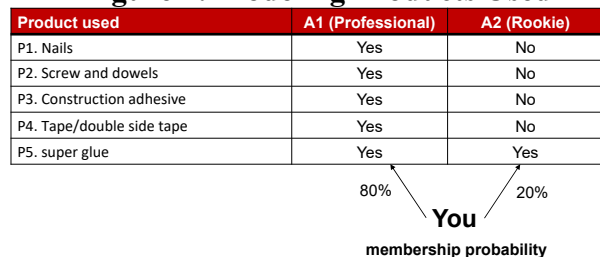 Product used A1 (Professional) A2 (Rookie)
P1. Nails Yes No
P2. Screw and dowels Yes No
P3. Construction adhesive Yes No
P4. Tape/double side tape Yes No
P5. super glue Yes Yes
80% 20%
You
membership probability